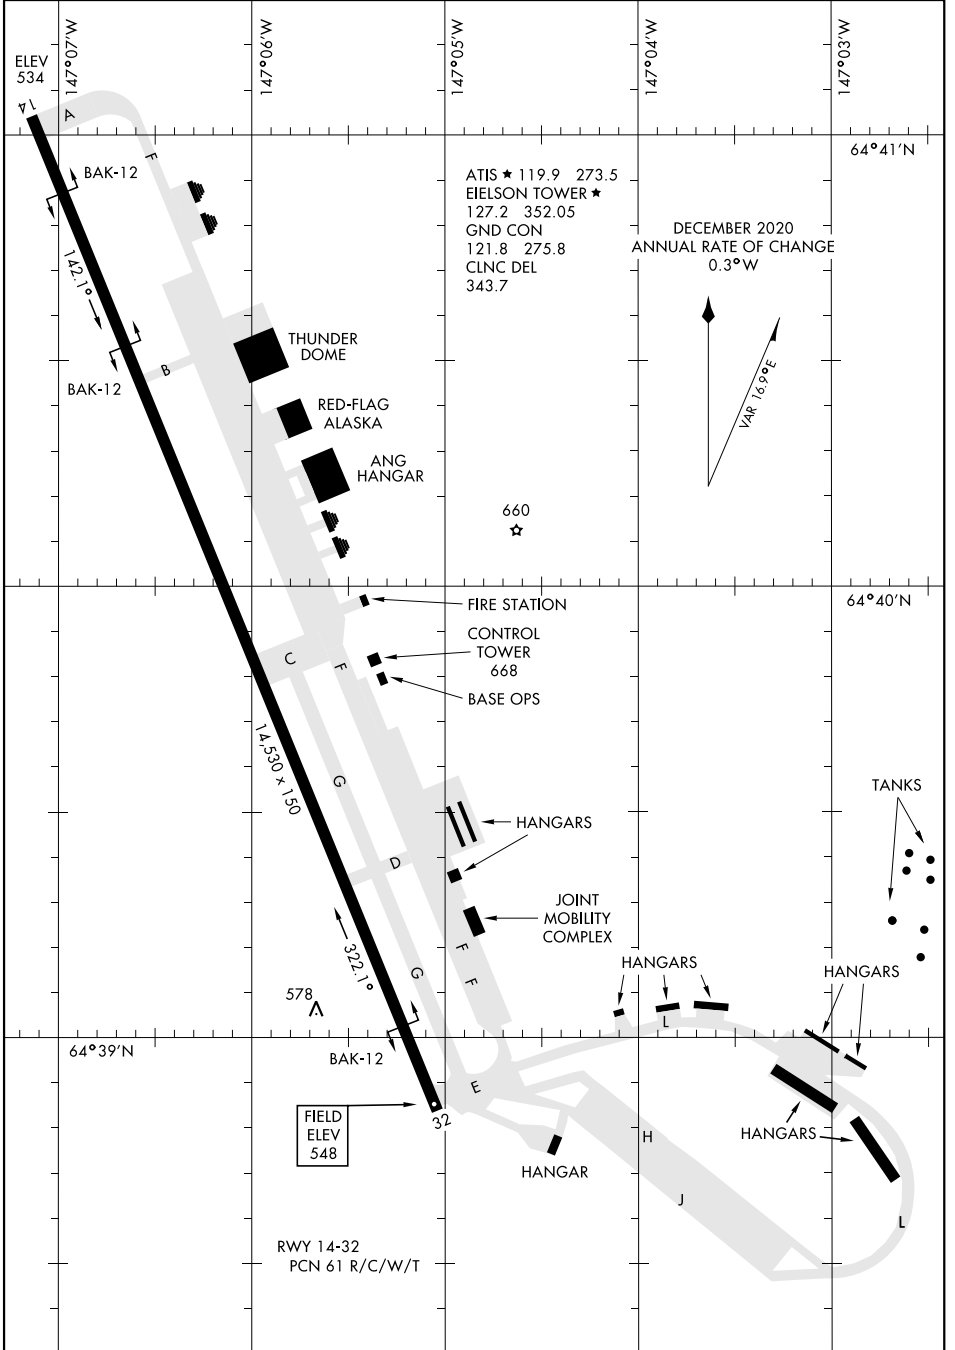 147°07'W
147°06'W
147°05'W
147°04'W
147°03'W
ELEV
534
14
A
64°41'N
F
BAK-12
ATIS ★ 119.9 273.5
EIELSON TOWER ★
127.2 352.05
GND CON
121.8 275.8
CLNC DEL
343.7
DECEMBER 2020
ANNUAL RATE OF CHANGE
0.3°W
142.1°
VAR 16.9°E
THUNDER
DOME
B
BAK-12
RED-FLAG
ALASKA
ANG
HANGAR
660
64°40'N
FIRE STATION
CONTROL
TOWER
668
C
F
BASE OPS
14,530 x 150
G
TANKS
HANGARS
D
JOINT
MOBILITY
COMPLEX
322.1°
F
F
G
HANGARS
HANGARS
578
L
64°39'N
BAK-12
E
FIELD
ELEV
548
32
H
HANGARS
HANGAR
J
L
RWY 14-32
PCN 61 R/C/W/T